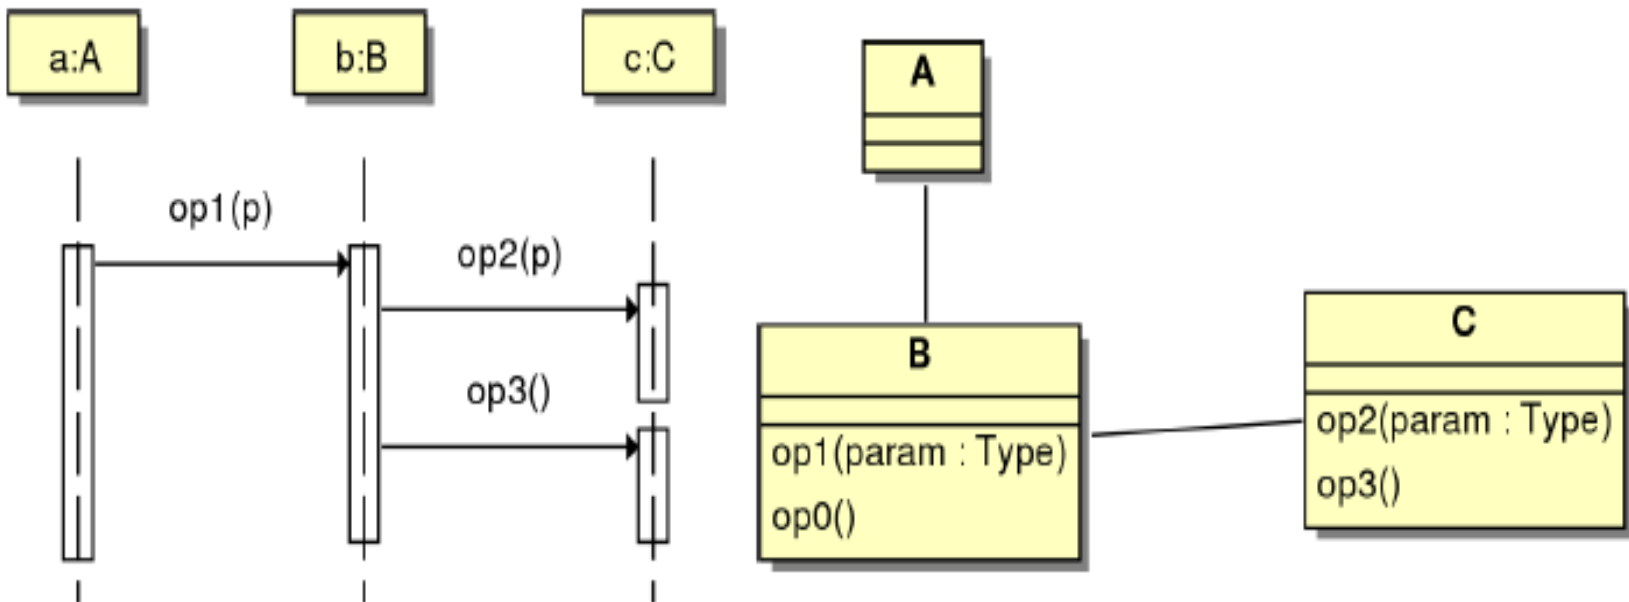 a:A
b:B
c:C
op1(p)
op2(p)
op3()
A
B
op1(param : Type)
op0()
C
op2(param : Type)
op3()